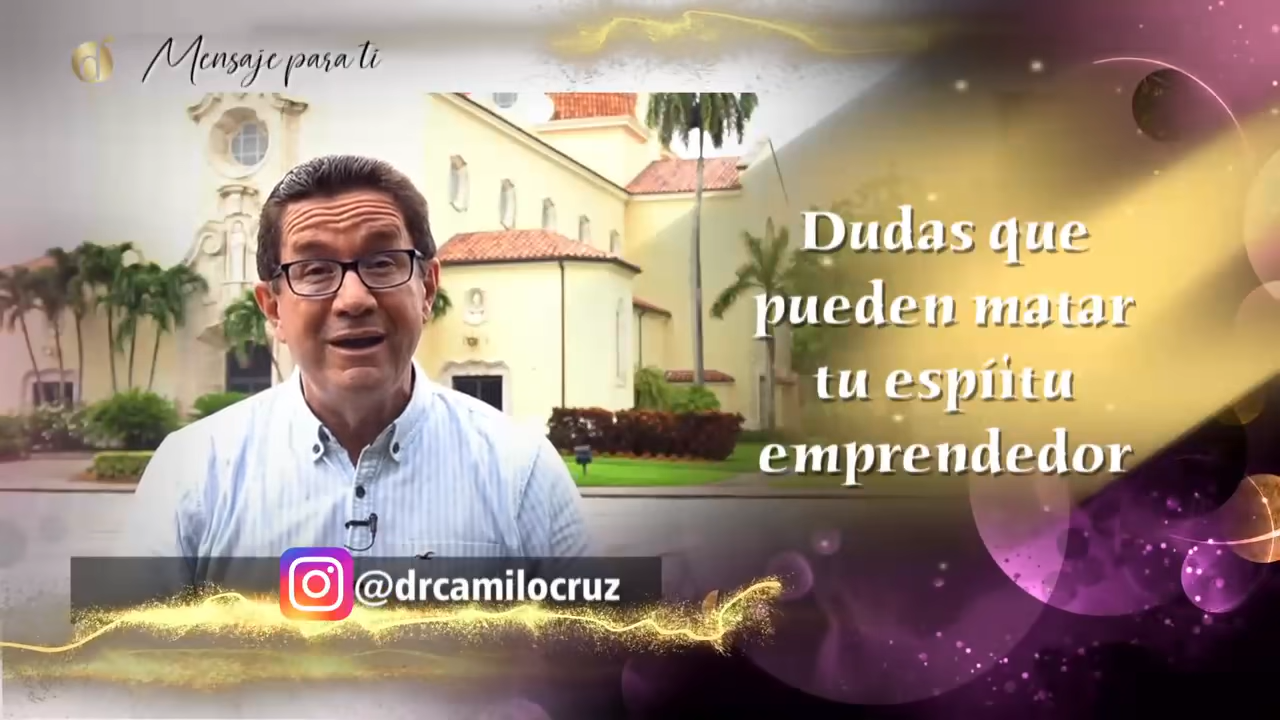 Mensaje para ti
Dudas que
pueden matar
tu espíitu
emprendedor
@drcamilocruz